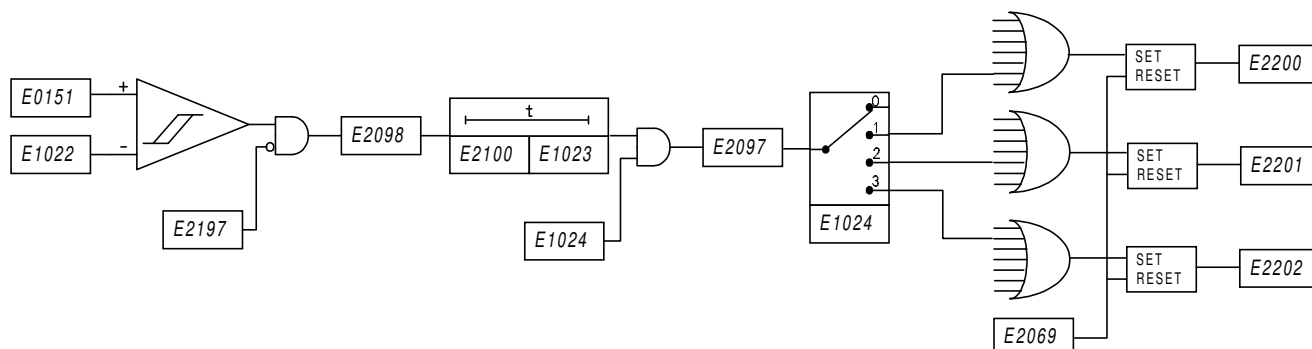 E0151
+
E1022
-
E2197
E2098
t
E2100
E1023
E1024
E2097
0
1
2
3
E1024
SET
RESET
E2200
SET
RESET
E2201
SET
RESET
E2202
E2069